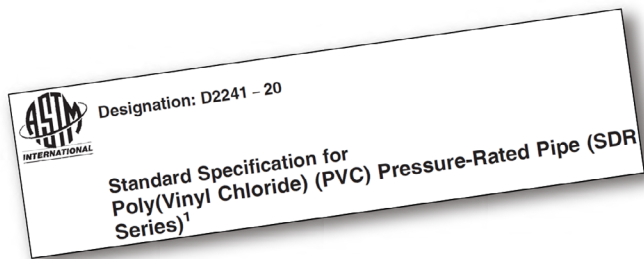 ASTM
INTERNATIONAL
Designation: D2241 – 20
Standard Specification for
Poly(Vinyl Chloride) (PVC) Pressure-Rated Pipe (SDR
Series)¹